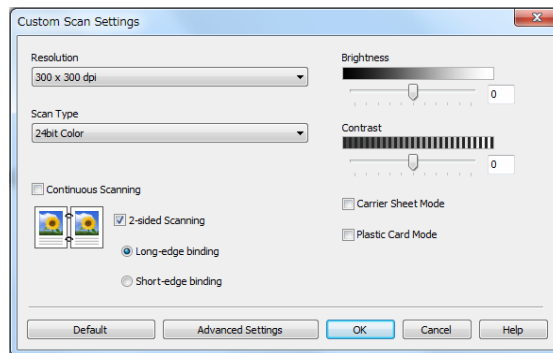 Custom Scan Settings
Resolution
300 x 300 dpi
Scan Type
24bit Color
Continuous Scanning
2-sided Scanning
Long-edge binding
Short-edge binding
Brightness
0
Contrast
0
Carrier Sheet Mode
Plastic Card Mode
Default
Advanced Settings
OK
Cancel
Help